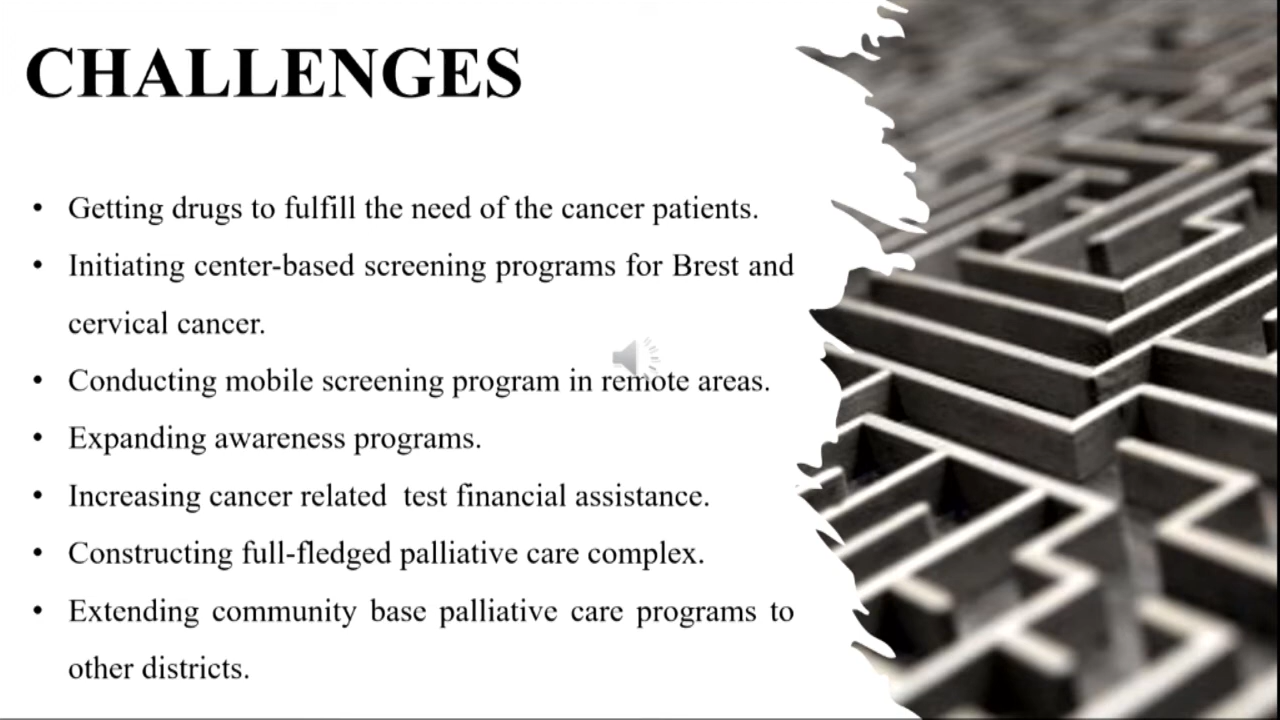 CHALLENGES
• Getting drugs to fulfill the need of the cancer patients.
• Initiating center-based screening programs for Brest and
cervical cancer.
• Conducting mobile screening program in remote areas.
• Expanding awareness programs.
• Increasing cancer related  test financial assistance.
• Constructing full-fledged palliative care complex.
• Extending community base palliative care programs to
other districts.